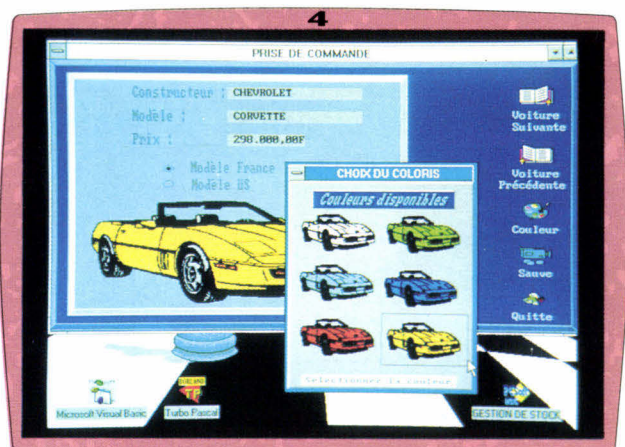 4
PRISE DE COMMANDE
Constructeur : CHEVROLET
Modèle : CORVETTE
Prix : 298.000,00F
Modèle France
Modèle US
Voiture
Suivante
Voiture
Précédente
Couleur
Sauve
Quitte
CHOIX DU COLORIS
Couleurs disponibles
Sélectionnez la couleur
Microsoft Visual Basic
BORLAND
Turbo Pascal
GESTION DE STOCK